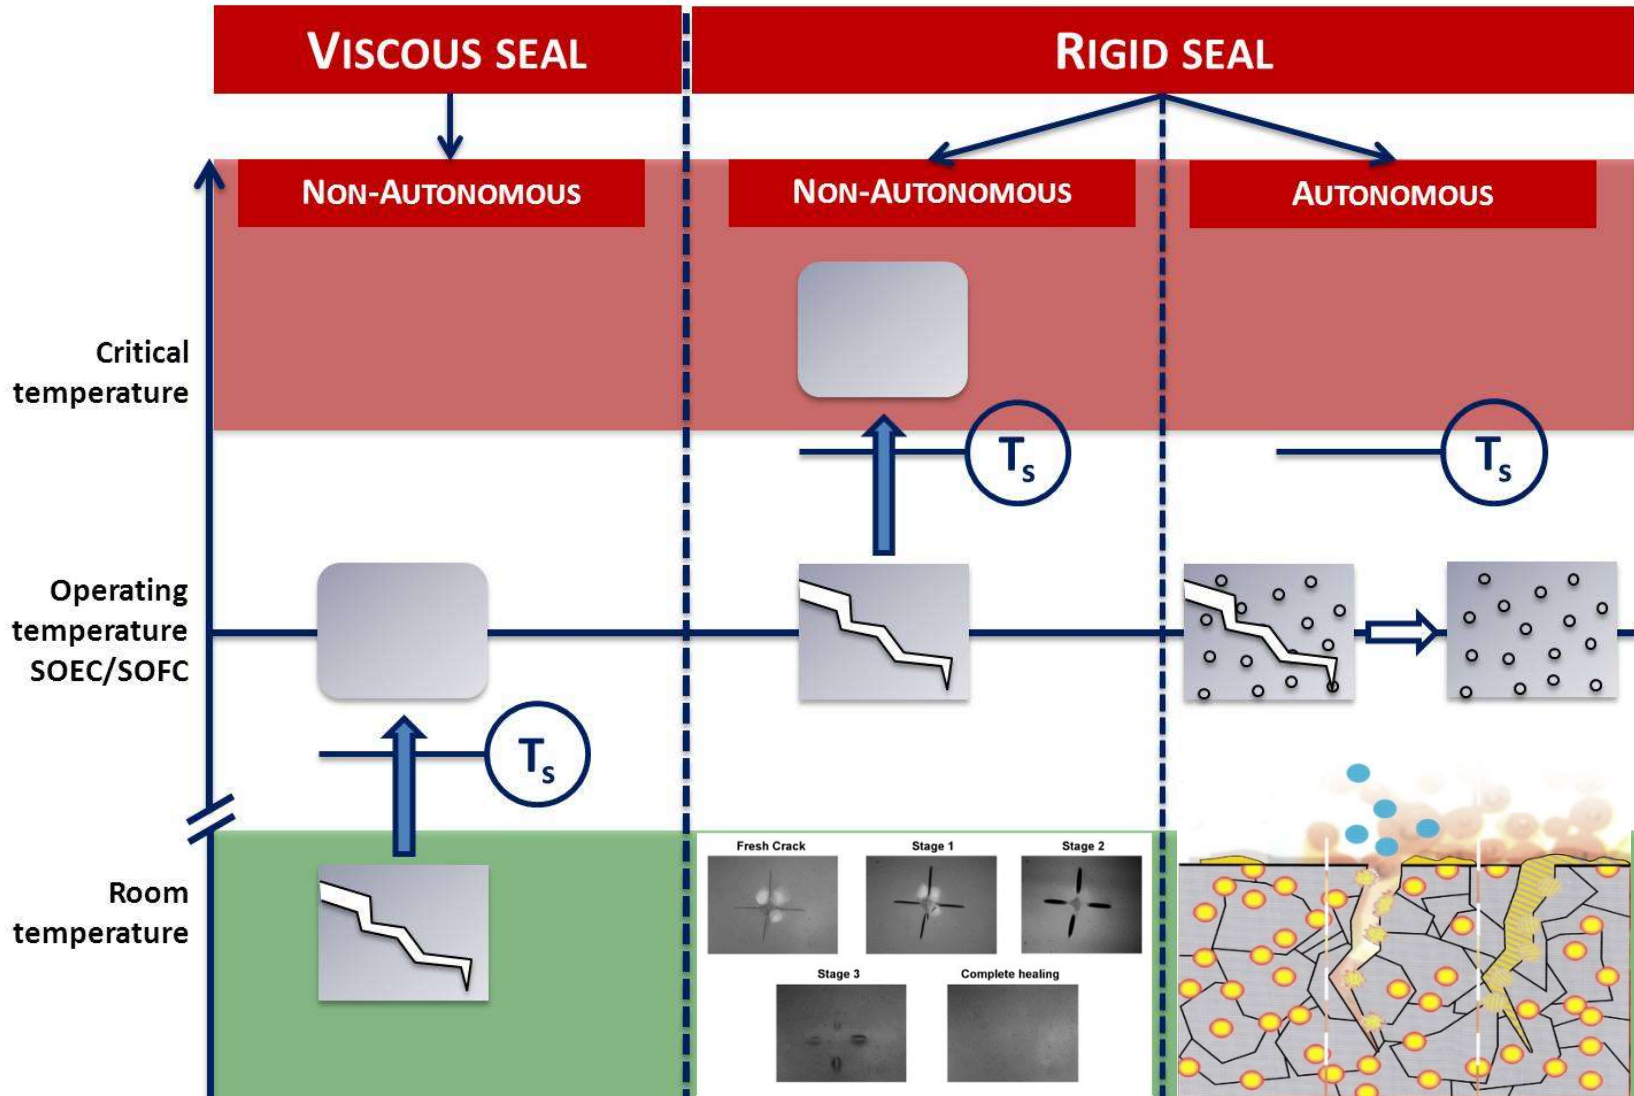 VISCOUS SEAL
RIGID SEAL
NON-AUTONOMOUS
NON-AUTONOMOUS
AUTONOMOUS
Critical
temperature
Ts
Ts
Operating
temperature
SOEC/SOFC
Ts
Room
temperature
Fresh Crack
Stage 1
Stage 2
Stage 3
Complete healing